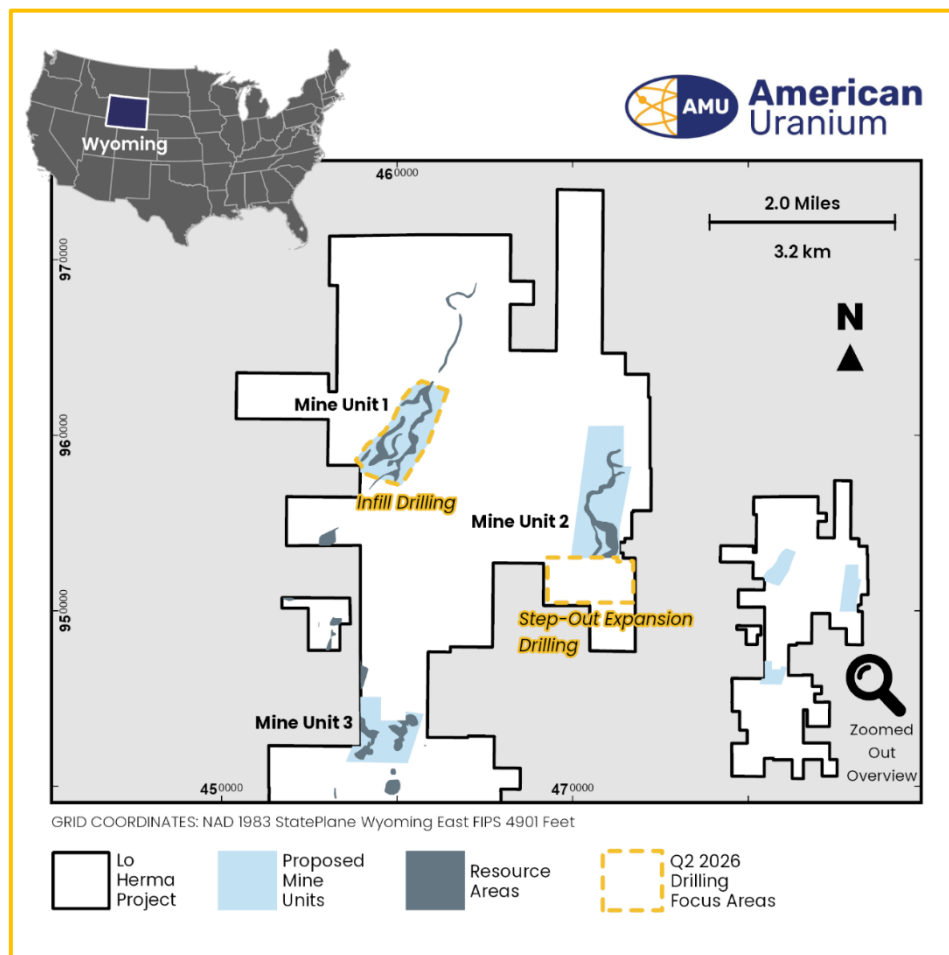 Wyoming
AMU
American
Uranium
46⁰⁰⁰⁰
2.0 Miles
3.2 km
97⁰⁰⁰⁰
N
Mine Unit 1
96⁰⁰⁰⁰
Infill Drilling
Mine Unit 2
95⁰⁰⁰⁰
Step-Out Expansion
Drilling
Mine Unit 3
Zoomed
Out
Overview
45⁰⁰⁰⁰
47⁰⁰⁰⁰
GRID COORDINATES: NAD 1983 StatePlane Wyoming East FIPS 4901 Feet
Lo
Herma
Project
Proposed
Mine
Units
Resource
Areas
Q2 2026
Drilling
Focus Areas